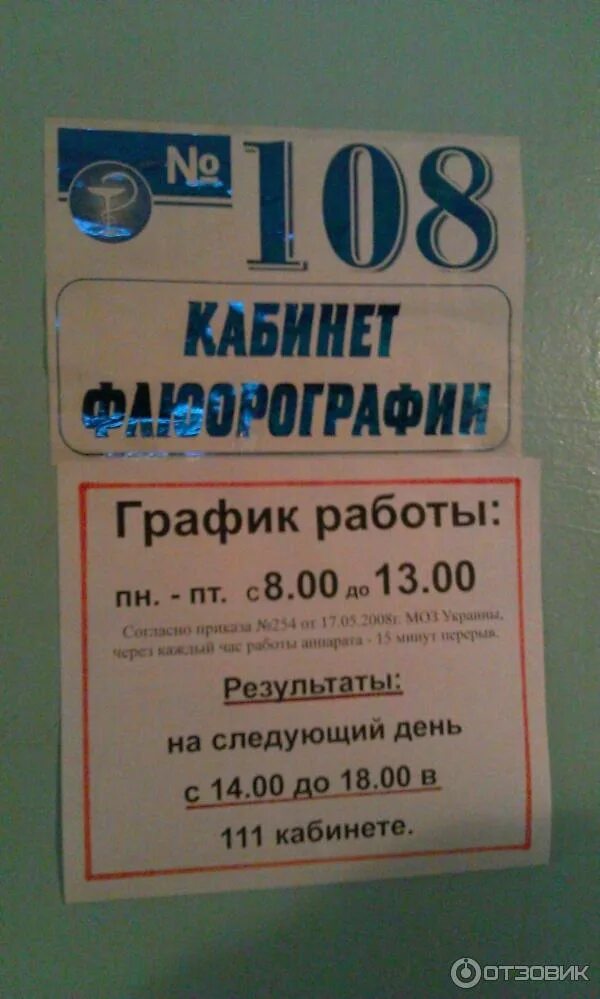 № 108
КАБИНЕТ
ФЛЮОРОГРАФИИ
График работы:
пн. - пт. с 8.00 до 13.00
Согласно приказа №254 от 17.05.2008г. МОЗ Украины,
через каждый час работы аппарата - 15 минут перерыв.
Результаты:
на следующий день
с 14.00 до 18.00 в
111 кабинете.
ОТЗОВИК